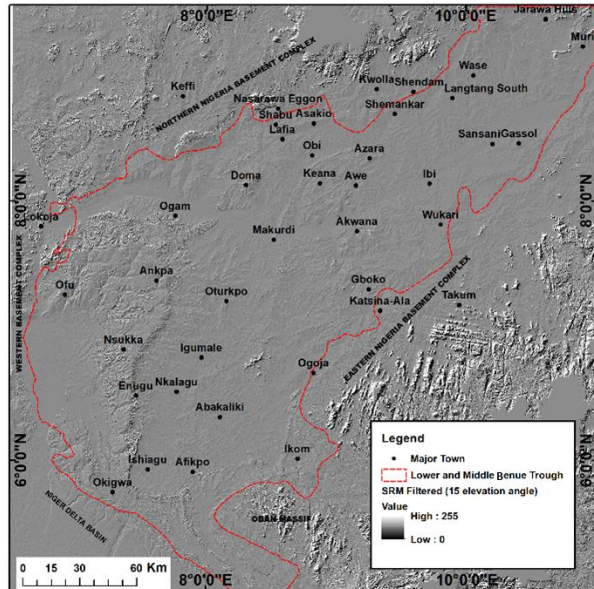 10°0'0"E
Jarawa Hills
Muri
Wase
Kwolla
Shendam
Langtang South
Keffi
NORTHERN NIGERIA BASEMENT COMPLEX
Nasarawa Eggon
Shemankar
Shabu
Asakio
Lafia
Sansani
Gassol
Obi
Azara
Doma
Keana
Awe
Ibi
8°0'0"N
8°0'0"N
Lokoja
Ogam
Makurdi
Akwana
Wukari
WESTERN BASEMENT COMPLEX
Ofu
Ankpa
Oturkpo
Gboko
Katsina-Ala
Takum
EASTERN NIGERIA BASEMENT COMPLEX
Nsukka
Igumale
Ogoja
Enugu
Nkalagu
Abakaliki
6°0'0"N
6°0'0"N
Ishiagu
Afikpo
Ikom
Okigwa
NIGER DELTA BASIN
OBAN MASSIF
Legend
Major Town
Lower and Middle Benue Trough
SRM Filtered (15 elevation angle)
Value
High : 255
Low : 0
0 15 30 60 Km
8°0'0"E
10°0'0"E